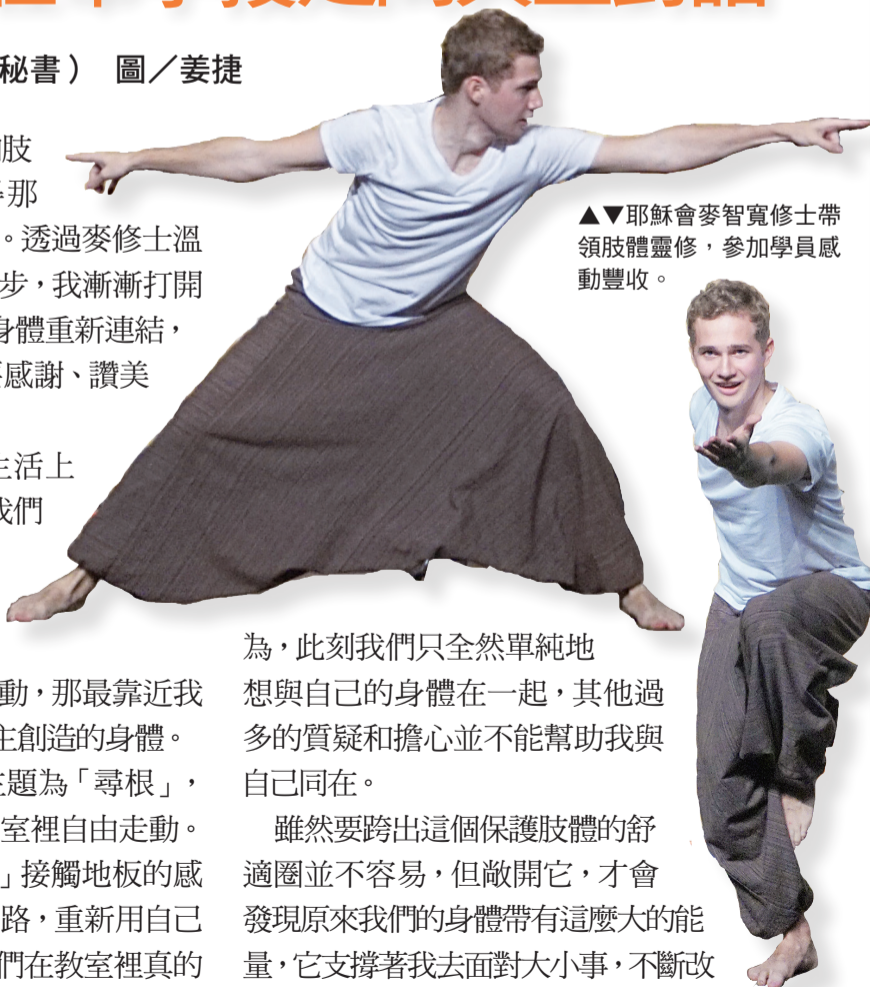 秘書） 圖／姜捷
肢
那
。透過麥修士溫
步，我漸漸打開
身體重新連結，
感謝、讚美
生活上
我們
動，那最靠近我
主創造的身體。
主題為「尋根」，
室裡自由走動。
」接觸地板的感
路，重新用自己
們在教室裡真的
為，此刻我們只全然單純地
想與自己的身體在一起，其他過
多的質疑和擔心並不能幫助我與
自己同在。
雖然要跨出這個保護肢體的舒
適圈並不容易，但敞開它，才會
發現原來我們的身體帶有這麼大的能
量，它支撐著我去面對大小事，不斷改
▲▼耶穌會麥智寬修士帶
領肢體靈修，參加學員感
動豐收。